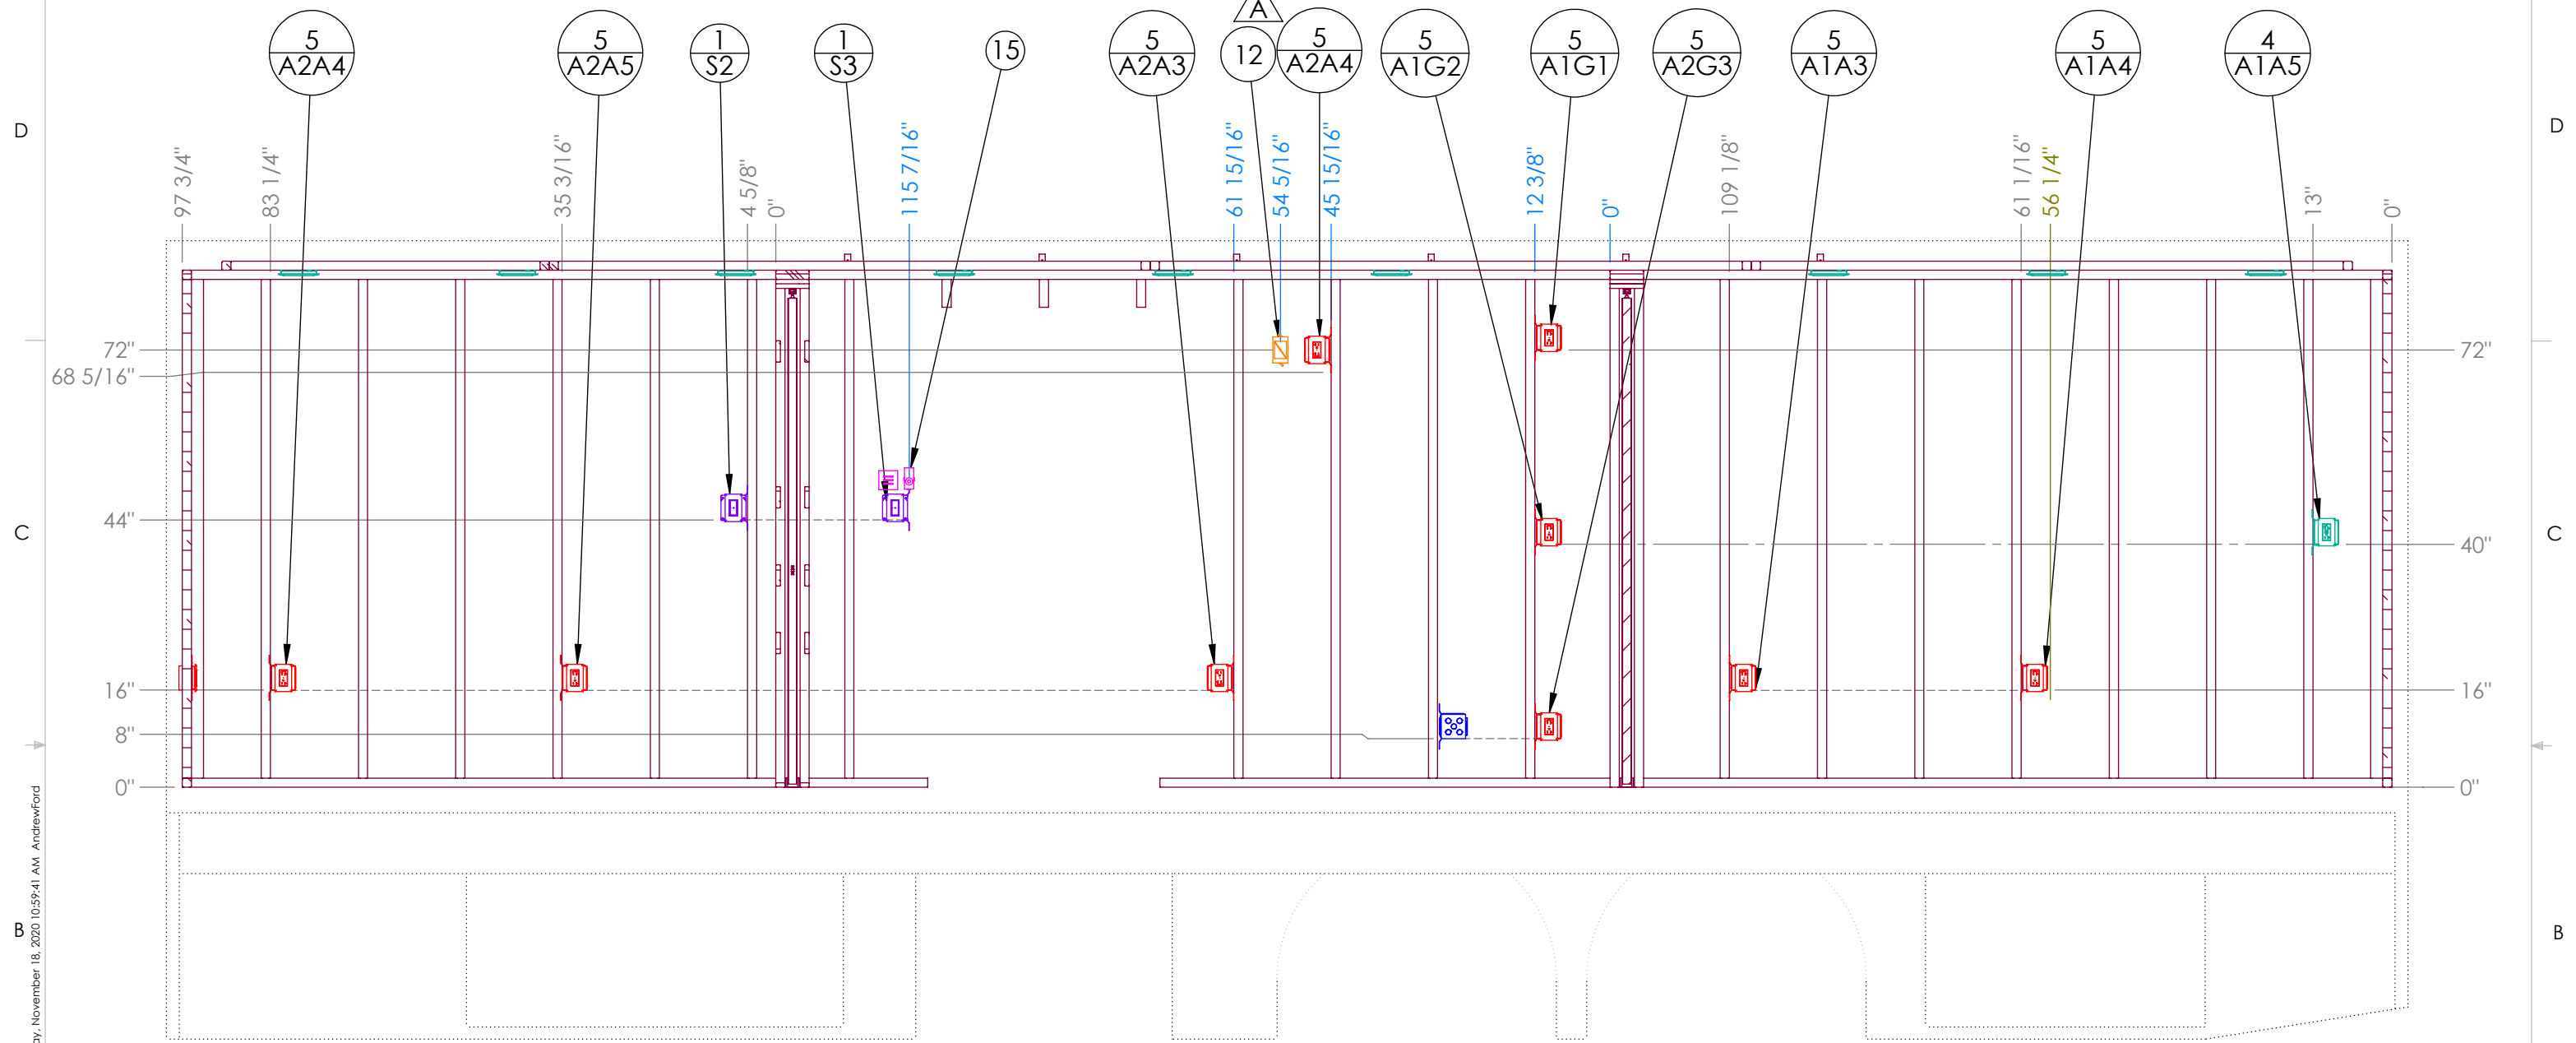 A
5
A2A4
5
A2A5
1
S2
1
S3
15
5
A2A3
12
5
A2A4
5
A1G2
5
A1G1
5
A2G3
5
A1A3
5
A1A4
4
A1A5
D
D
97 3/4"
83 1/4"
35 3/16"
4 5/8"
0"
115 7/16"
61 15/16"
54 5/16"
45 15/16"
12 3/8"
0"
109 1/8"
61 1/16"
56 1/4"
13"
0"
72"
72"
68 5/16"
C
44"
C
40"
16"
16"
8"
0"
0"
B
B
November 18, 2020 10:59:41 AM AndrewFord